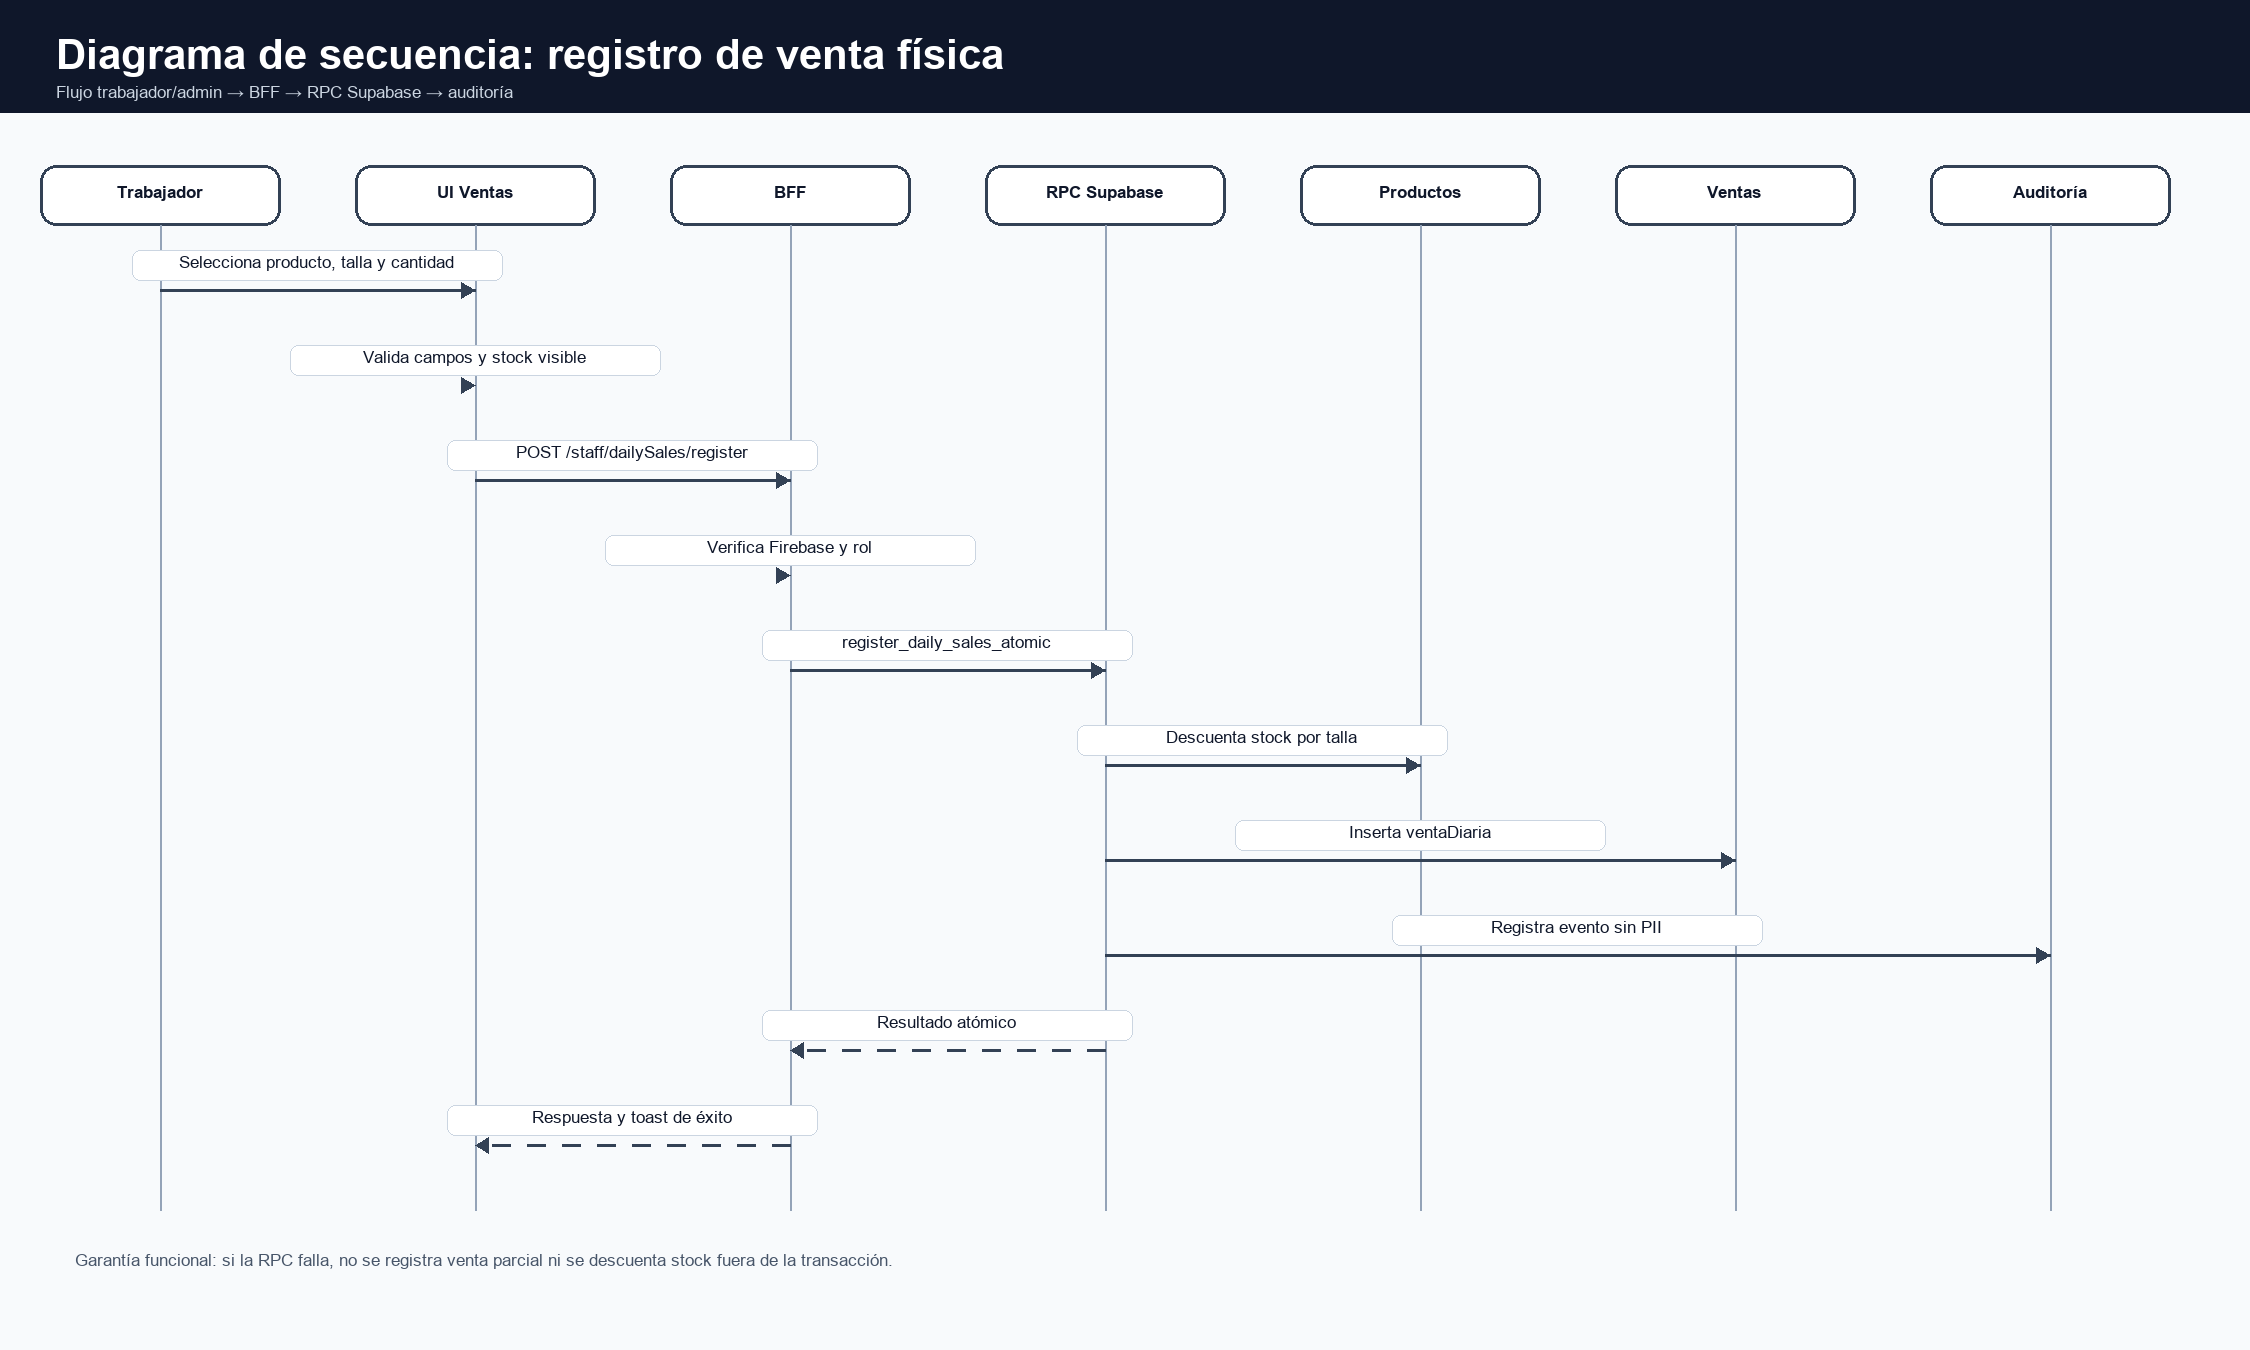 Diagrama de secuencia: registro de venta física
Flujo trabajador/admin → BFF → RPC Supabase → auditoría
Trabajador
UI Ventas
BFF
RPC Supabase
Productos
Ventas
Auditoría
Selecciona producto, talla y cantidad
Valida campos y stock visible
POST /staff/dailySales/register
Verifica Firebase y rol
register_daily_sales_atomic
Descuenta stock por talla
Inserta ventaDiaria
Registra evento sin PII
Resultado atómico
Respuesta y toast de éxito
Garantía funcional: si la RPC falla, no se registra venta parcial ni se descuenta stock fuera de la transacción.